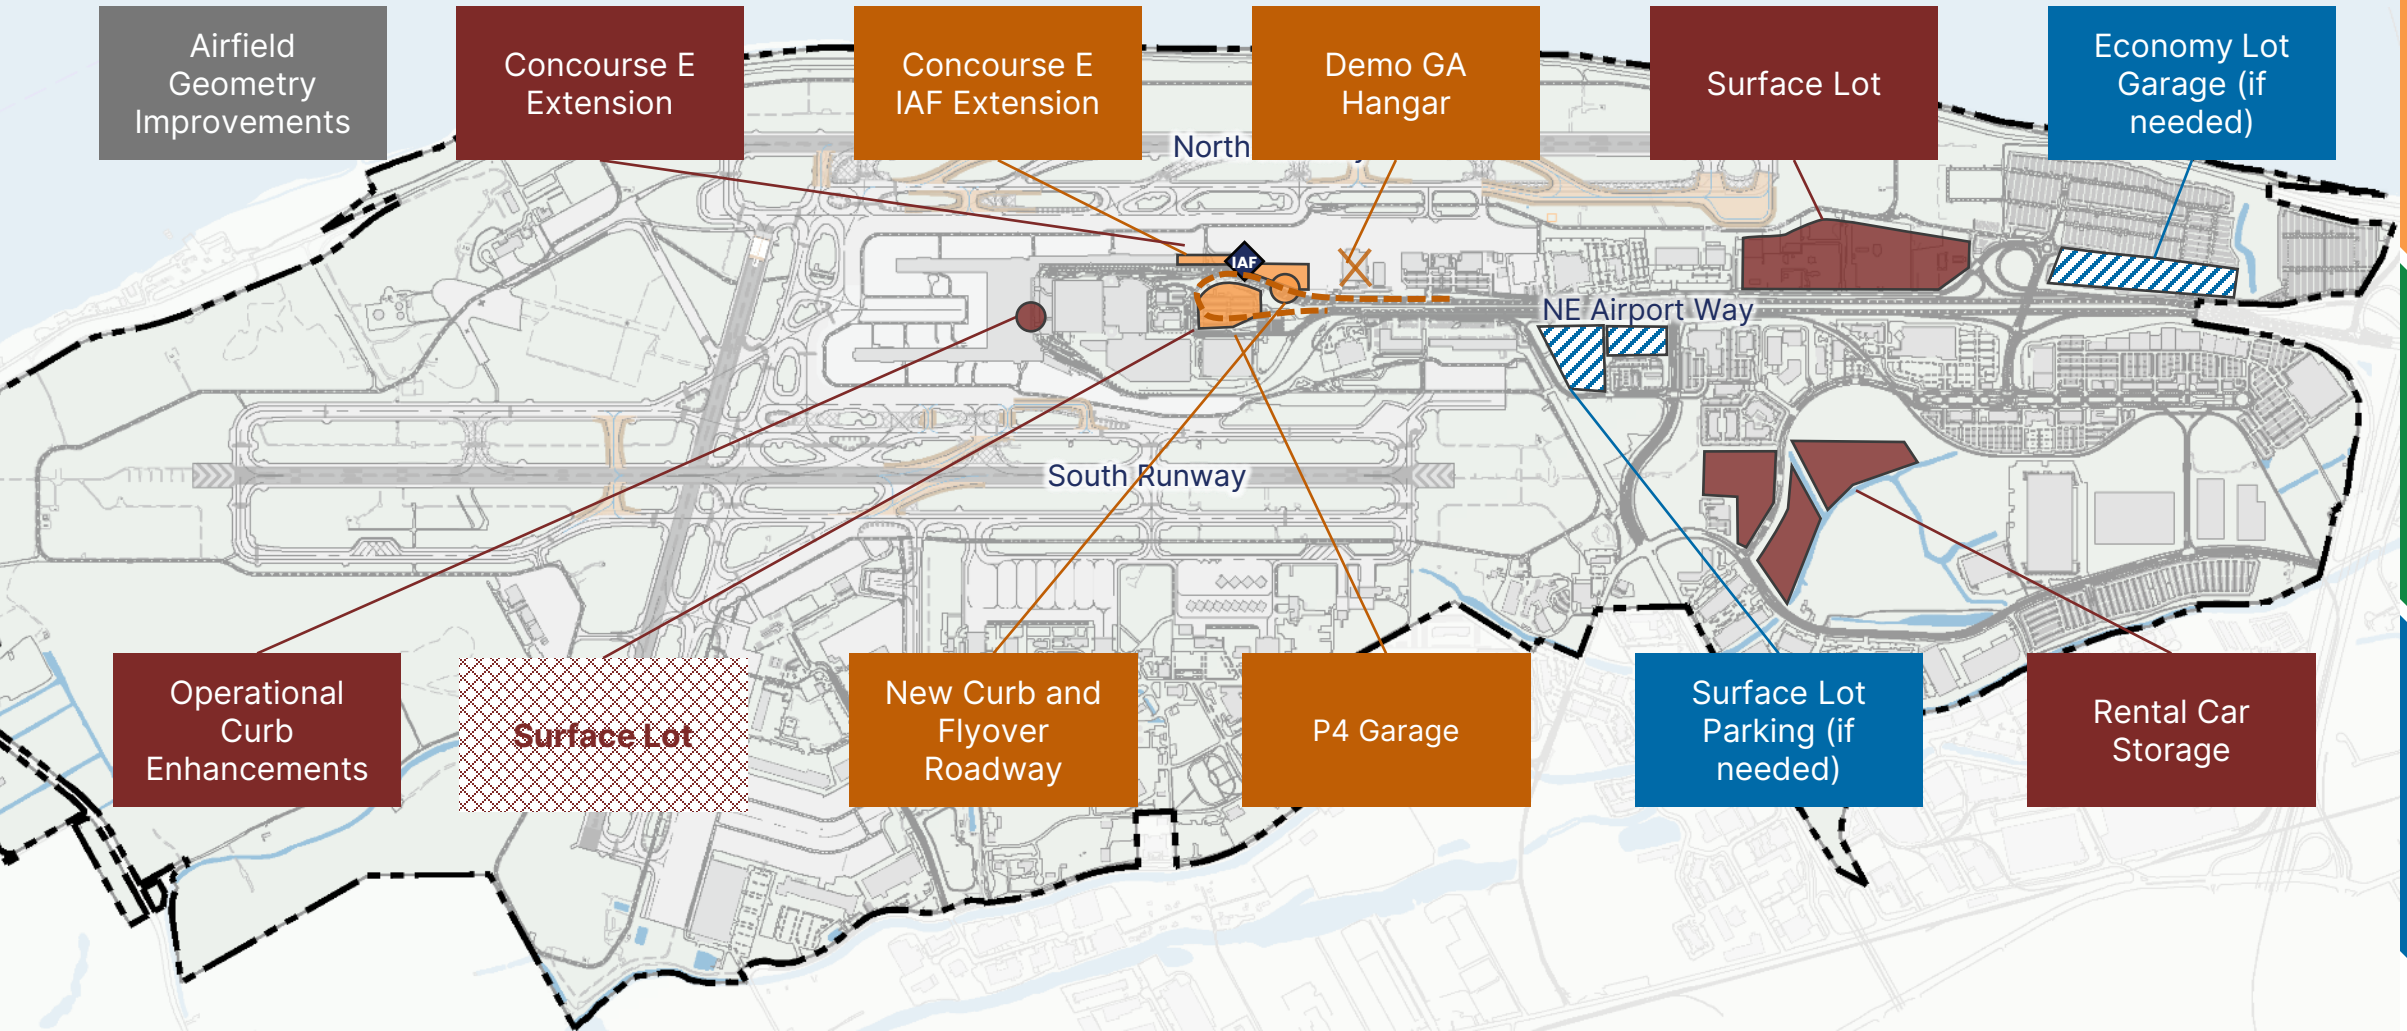 Airfield
Geometry
Improvements
Concourse E
Extension
Concourse E
IAF Extension
Demo GA
Hangar
Surface Lot
Economy Lot
Garage (if
needed)
North
IAF
NE Airport Way
South Runway
Operational
Curb
Enhancements
Surface Lot
New Curb and
Flyover
Roadway
P4 Garage
Surface Lot
Parking (if
needed)
Rental Car
Storage